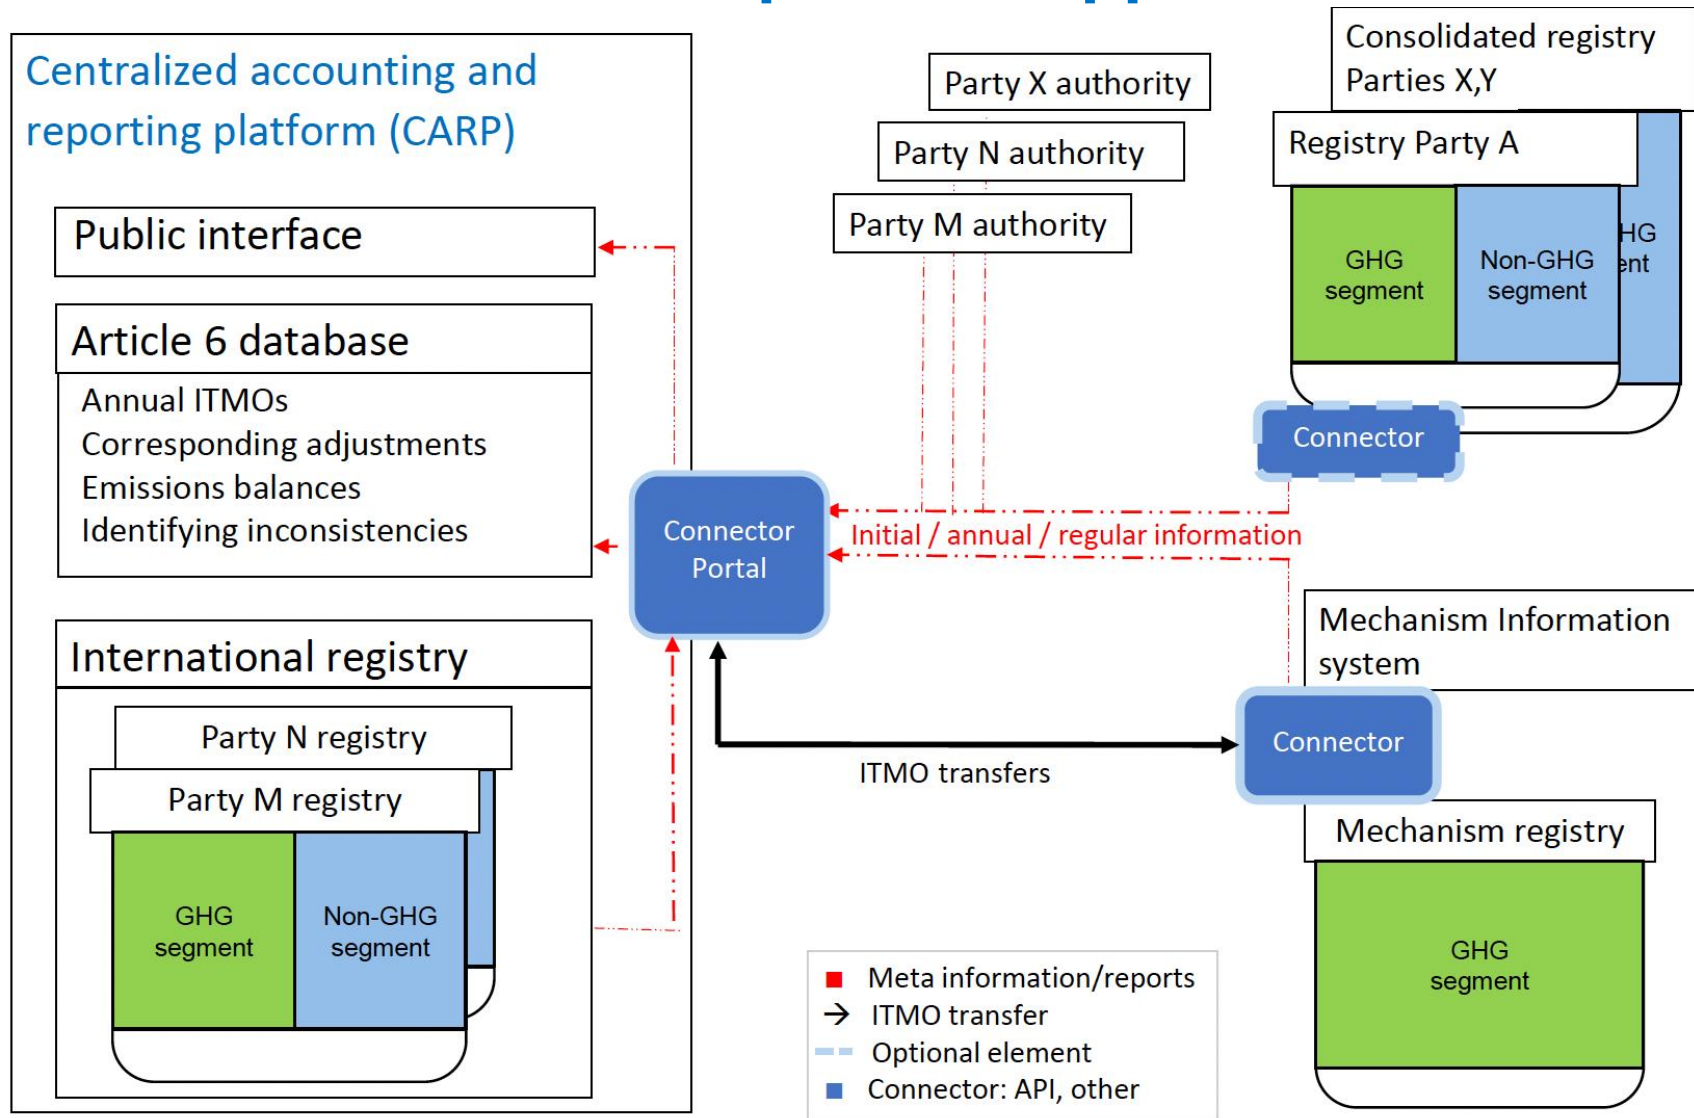 Centralized accounting and
reporting platform (CARP)
Public interface
Article 6 database
Annual ITMOs
Corresponding adjustments
Emissions balances
Identifying inconsistencies
International registry
Party N registry
Party M registry
GHG
segment
Non-GHG
segment
Connector
Portal
Party X authority
Party N authority
Party M authority
Initial / annual / regular information
ITMO transfers
Consolidated registry
Parties X,Y
Registry Party A
GHG
segment
Non-GHG
segment
Connector
Mechanism Information
system
Connector
Mechanism registry
GHG
segment
Meta information/reports
ITMO transfer
Optional element
Connector: API, other